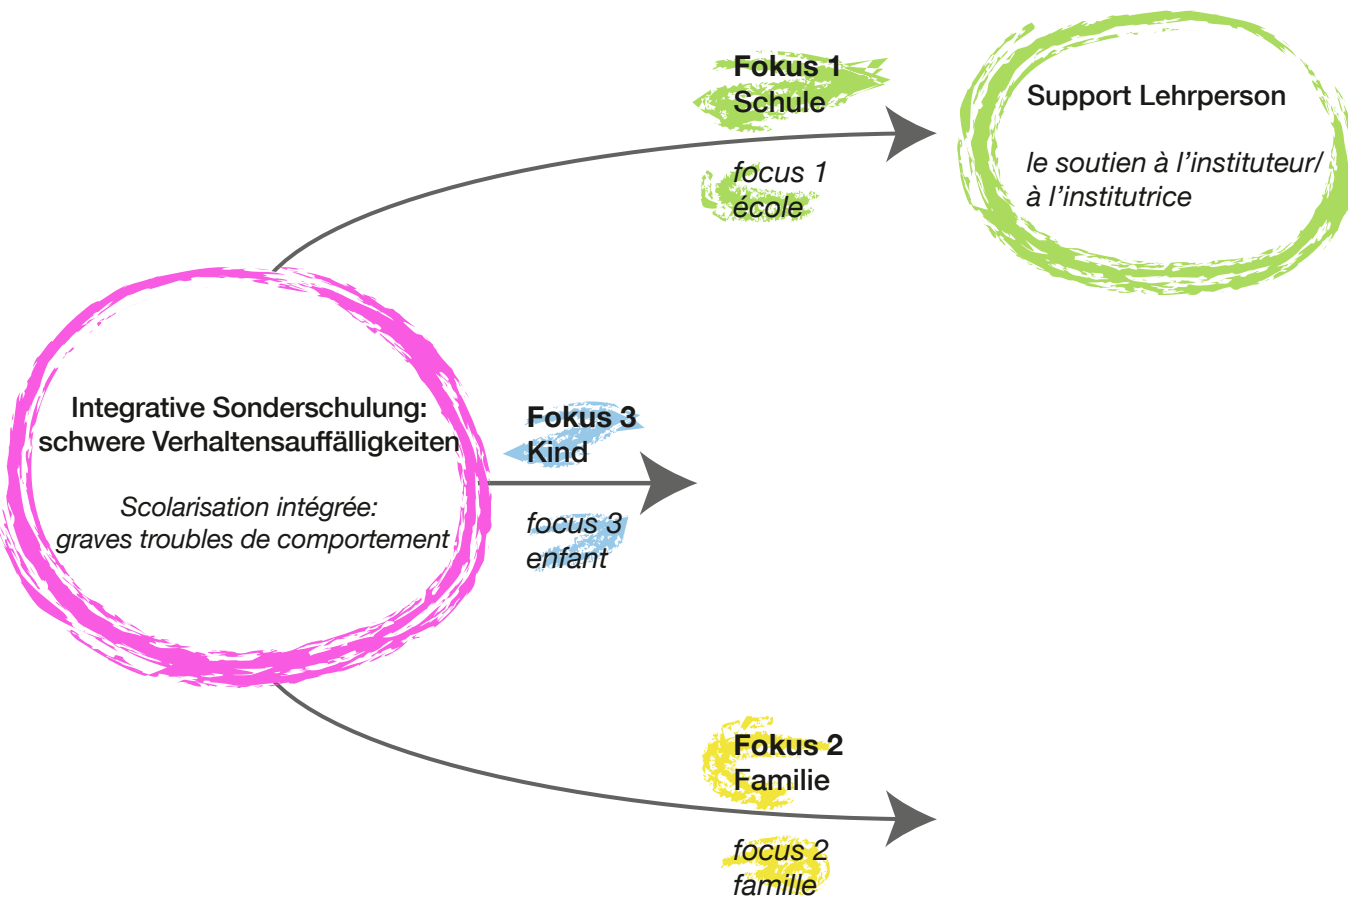 Fokus 1
Schule
focus 1
école
Support Lehrperson
le soutien à l'instituteur/
à l'institutrice
Integrative Sonderschulung:
schwere Verhaltensauffälligkeiten
Scolarisation intégrée:
graves troubles de comportement
Fokus 3
Kind
focus 3
enfant
Fokus 2
Familie
focus 2
famille